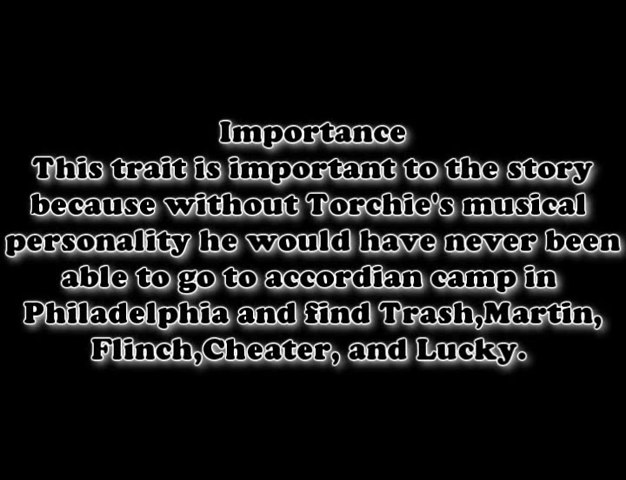 Importance
This trait is important to the story
because without Torchie's musical
personality he would have never been
able to go to accordian camp in
Philadelphia and find Trash,Martin,
Flinch,Cheater, and Lucky.